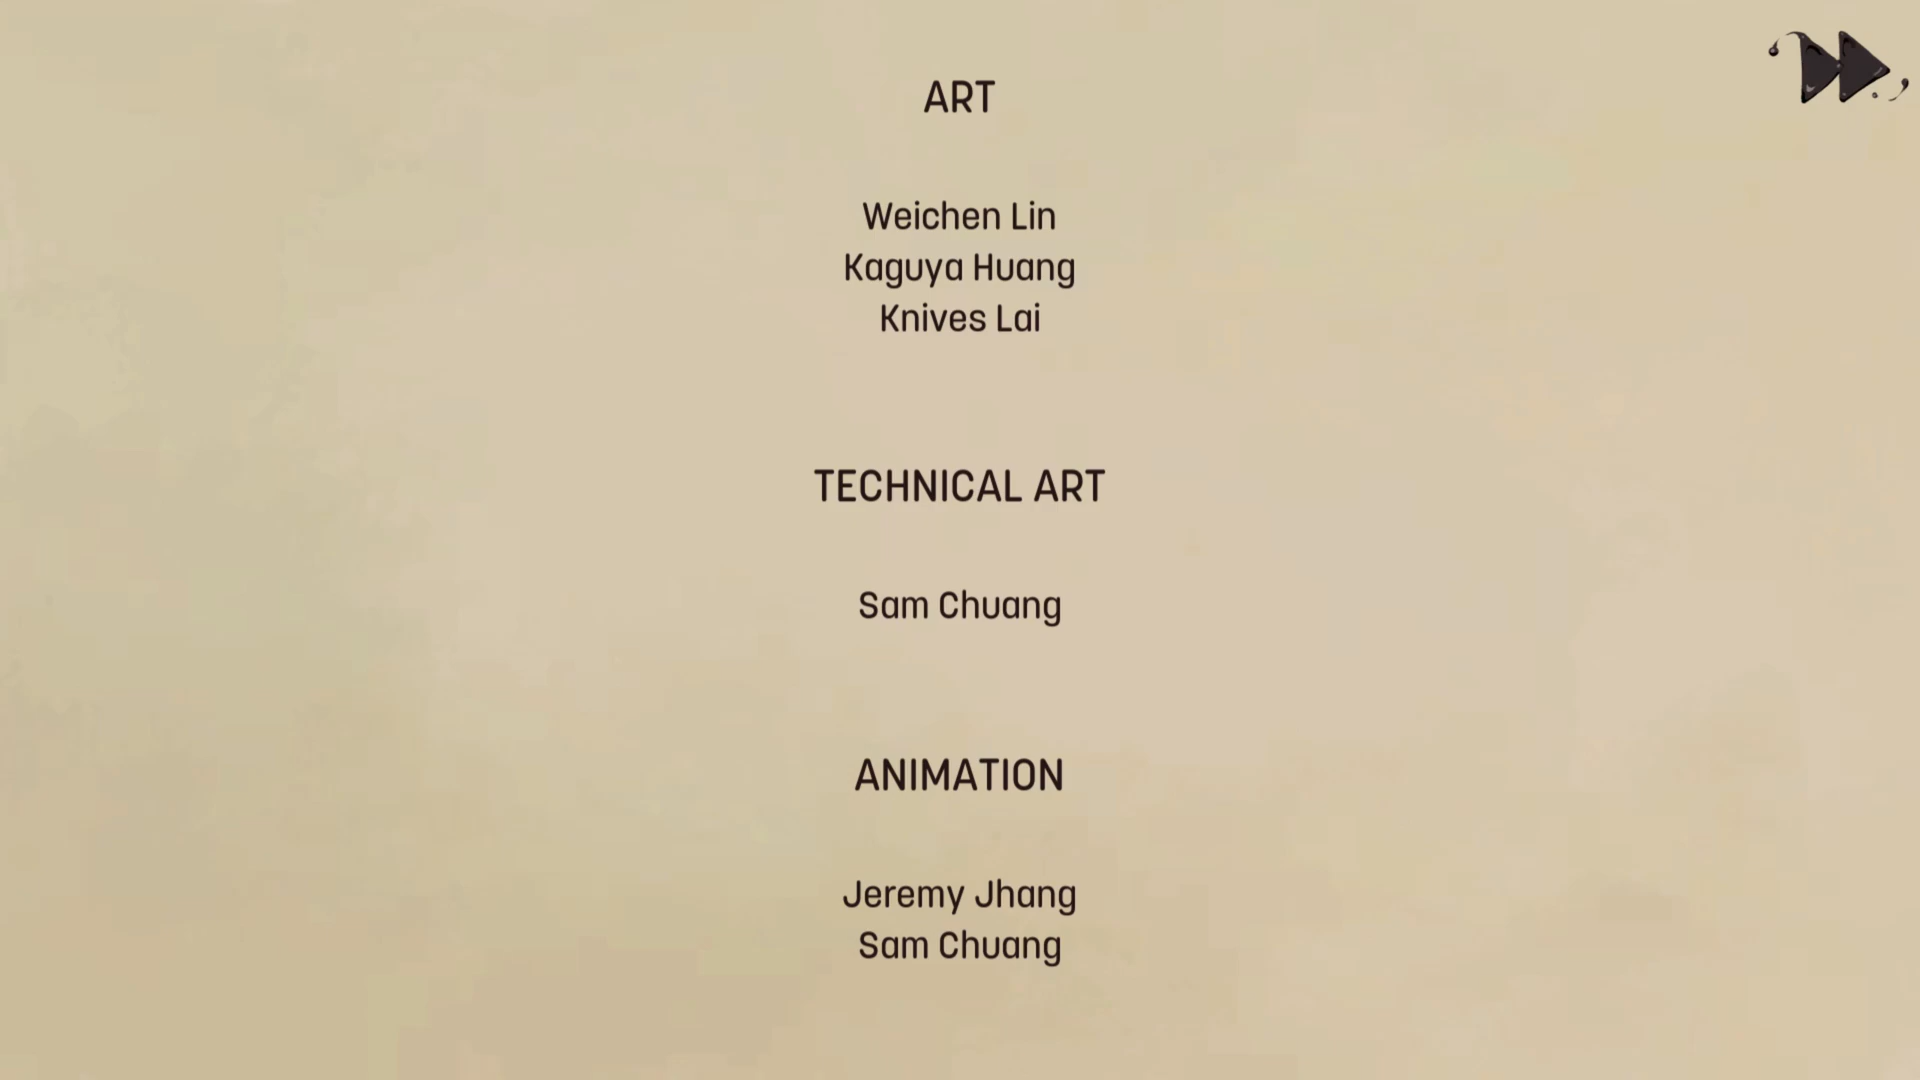 ART
Weichen Lin
Kaguya Huang
Knives Lai
TECHNICAL ART
Sam Chuang
ANIMATION
Jeremy Jhang
Sam Chuang